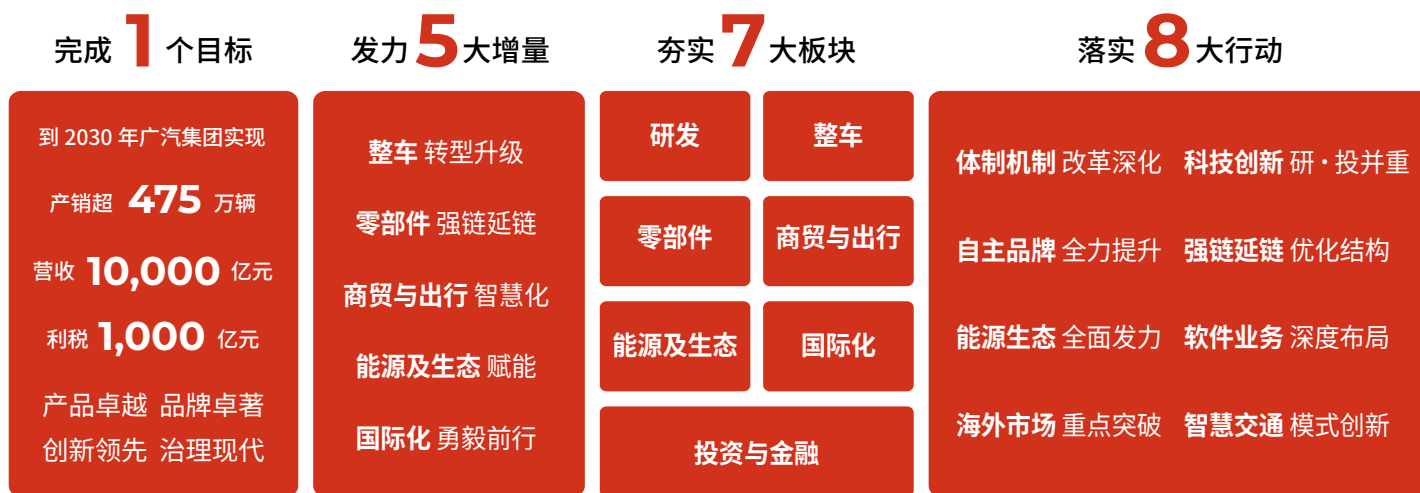 完成 1 个目标
到 2030 年广汽集团实现
产销超 475 万辆
营收 10,000 亿元
利税 1,000 亿元
产品卓越 品牌卓著
创新领先 治理现代
发力 5 大增量
整车 转型升级
零部件 强链延链
商贸与出行 智慧化
能源及生态 赋能
国际化 勇毅前行
夯实 7 大板块
研发 整车
零部件 商贸与出行
能源及生态 国际化
投资与金融
落实 8 大行动
体制机制 改革深化 科技创新 研·投并重
自主品牌 全力提升 强链延链 优化结构
能源生态 全面发力 软件业务 深度布局
海外市场 重点突破 智慧交通 模式创新